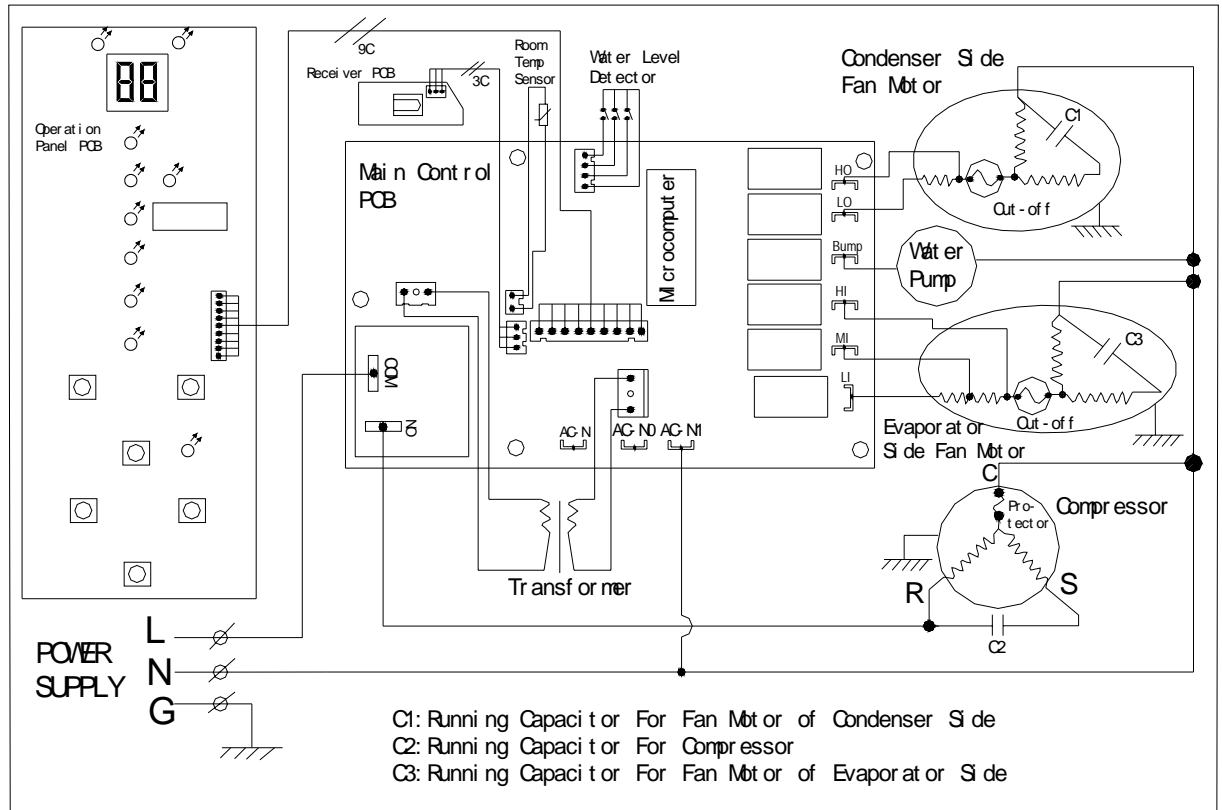 9C
Receiver PCB
3C
Room
Temp
Sensor
Water Level
Detector
Condenser Side
Fan Motor
C1
Cut-off
88
Operation
Panel PCB
Main Control
PCB
Microcomputer
HO
LO
Bump
HI
MI
LI
Water
Pump
C3
Cut-off
Evaporator
Side Fan Motor
COM
NO
AC-N
AC-N0
AC-N1
Transformer
C
Pro-
tector
Compressor
R
S
C2
POWER
SUPPLY
L
N
G
C1: Running Capacitor For Fan Motor of Condenser Side
C2: Running Capacitor For Compressor
C3: Running Capacitor For Fan Motor of Evaporator Side